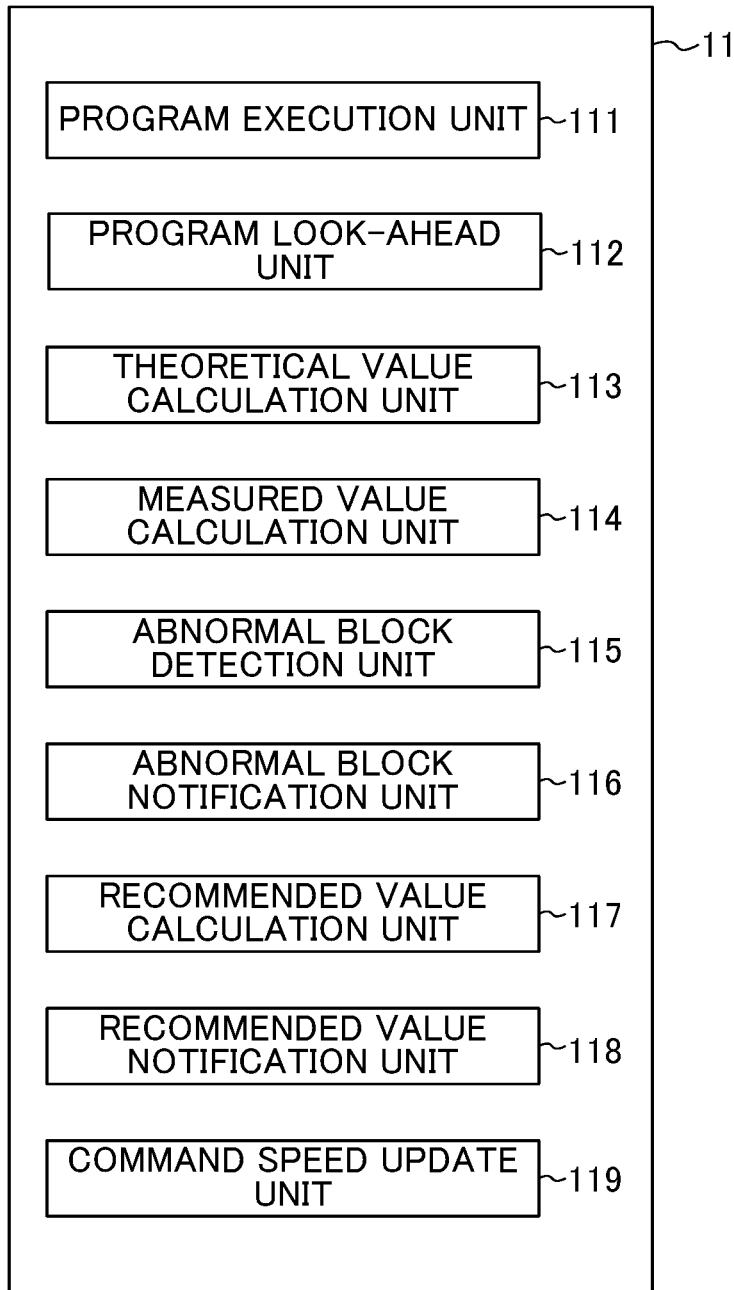 11
PROGRAM EXECUTION UNIT
111
PROGRAM LOOK-AHEAD
UNIT
112
THEORETICAL VALUE
CALCULATION UNIT
113
MEASURED VALUE
CALCULATION UNIT
114
ABNORMAL BLOCK
DETECTION UNIT
115
ABNORMAL BLOCK
NOTIFICATION UNIT
116
RECOMMENDED VALUE
CALCULATION UNIT
117
RECOMMENDED VALUE
NOTIFICATION UNIT
118
COMMAND SPEED UPDATE
UNIT
119